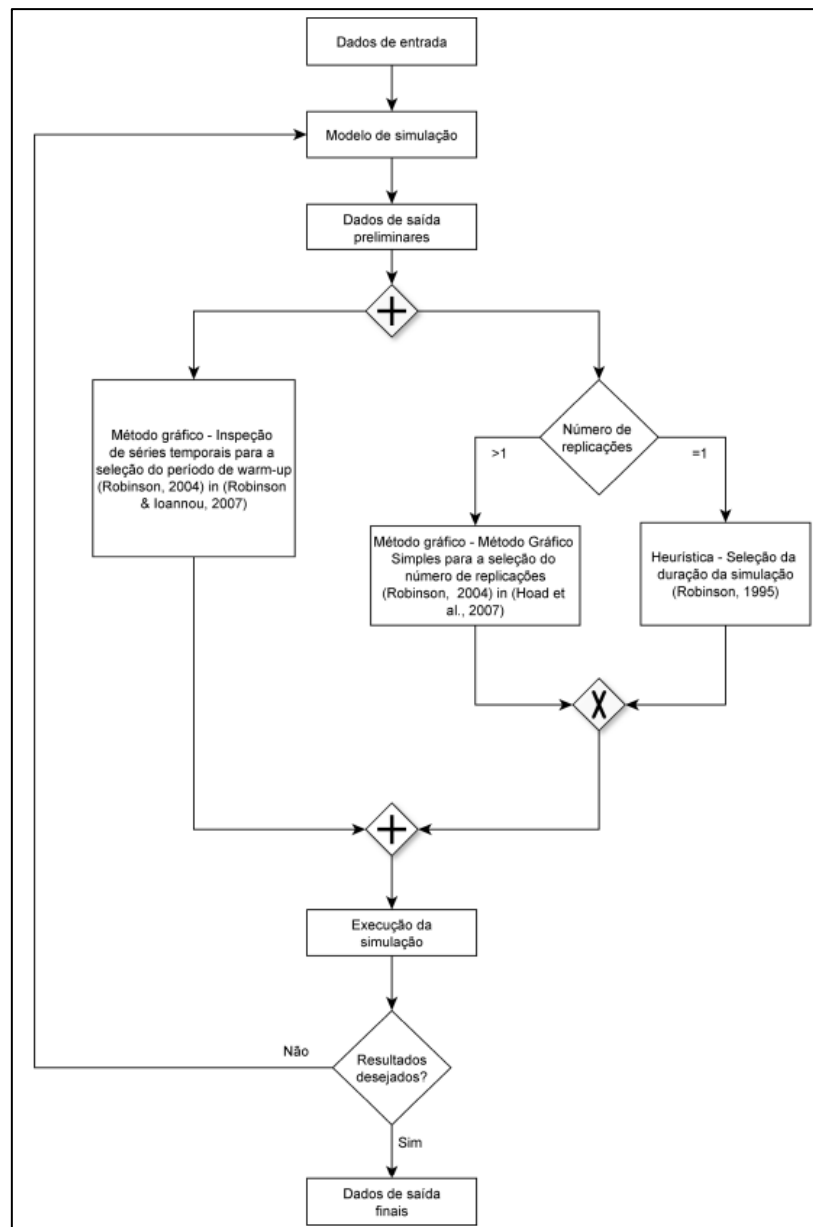 Dados de entrada
Modelo de simulação
Dados de saída
preliminares
Método gráfico - Inspeção
de séries temporais para a
seleção do período de warm-up
(Robinson, 2004) in (Robinson
& Ioannou, 2007)
Número de
replicações
>1
=1
Método gráfico - Método Gráfico
Simples para a seleção do
número de replicações
(Robinson, 2004) in (Hoad et
al., 2007)
Heurística - Seleção da
duração da simulação
(Robinson, 1995)
X
Execução da
simulação
Não
Resultados
desejados?
Sim
Dados de saída
finais